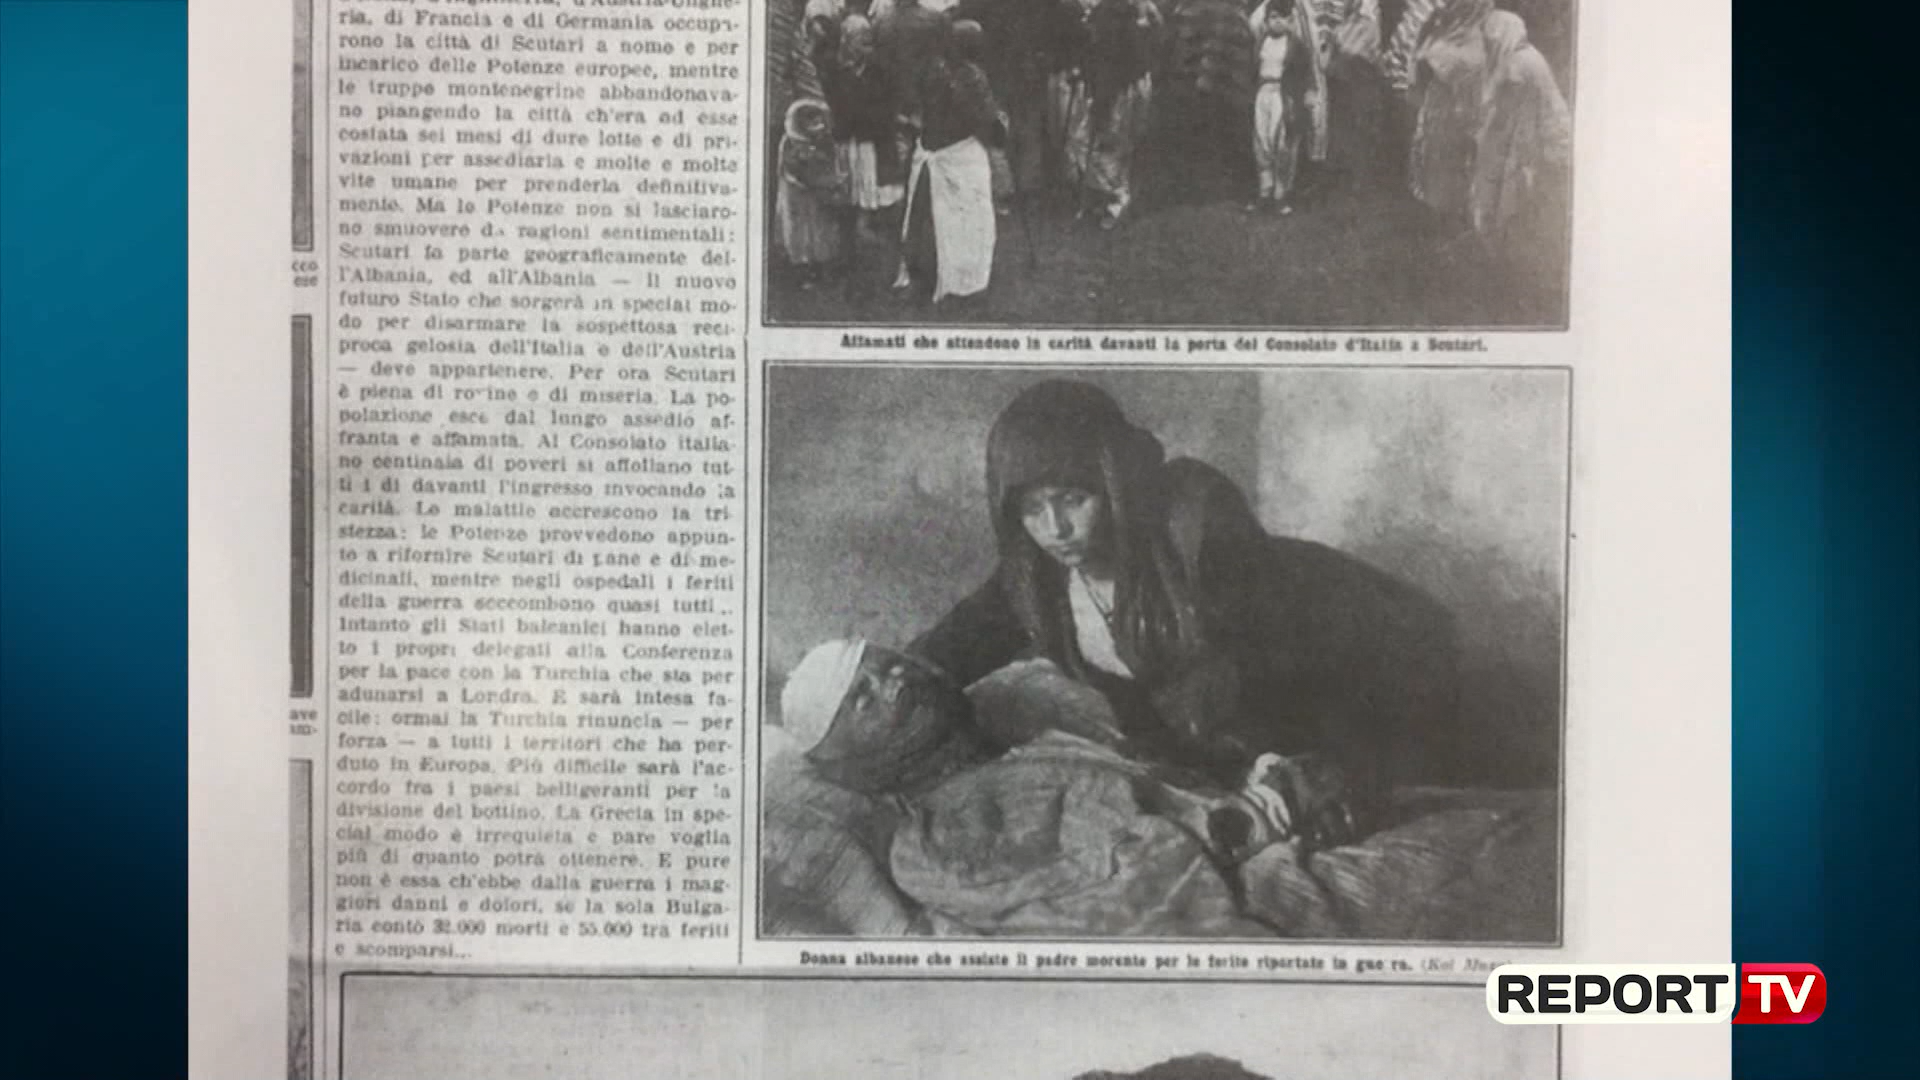 ria, di Francia e di Germania occupa-
rono la città di Scutari a nome e per
incarico delle Potenze europee, mentre
le truppe montenegrine abbandonava-
no piangendo la città ch'era ad esse
costata sei mesi di dure lotte e di pri-
vazioni per assediarla e molte e molte
vite umane per prenderla definitiva-
mente. Ma le Potenze non si lasciaro-
no smuovere da ragioni sentimentali:
Scutari fa parte geograficamente del-
l'Albania, ed all'Albania — il nuovo
futuro Stato che sorgerà in special mo-
do per disarmare la sospettosa reci-
proca gelosia dell'Italia e dell'Austria
— deve appartenere. Per ora Scutari
è piena di rovine e di miseria. La po-
polazione esce dal lungo assedio af-
franta e affamata. Al Consolato italia-
no centinaia di poveri si affollano tut-
ti i dì davanti l'ingresso invocando la
carità. Le malattie accrescono la tri-
stezza: le Potenze provvedono appun-
to a rifornire Scutari di pane e di me-
dicinali, mentre negli ospedali i feriti
della guerra soccombono quasi tutti...
Intanto gli Stati balcanici hanno elet-
to i propri delegati alla Conferenza
per la pace con la Turchia che sta per
adunarsi a Londra. E sarà intesa fa-
cile: ormai la Turchia rinuncia — per
forza — a tutti i territori che ha per-
duto in Europa. Più difficile sarà l'ac-
cordo fra i paesi belligeranti per la
divisione del bottino. La Grecia in spe-
cial modo è irrequieta e pare voglia
più di quanto potrà ottenere. E pure
non è essa ch'ebbe dalla guerra i mag-
giori danni e dolori, se la sola Bulga-
ria contò 32.000 morti e 55.000 tra feriti
e scomparsi...
cco
ese
ave
Affamati che attendono la carità davanti la porta del Consolato d'Italia a Scutari.
Donna albanese che assiste il padre morente per le ferite riportate in guerra.
REPORT TV